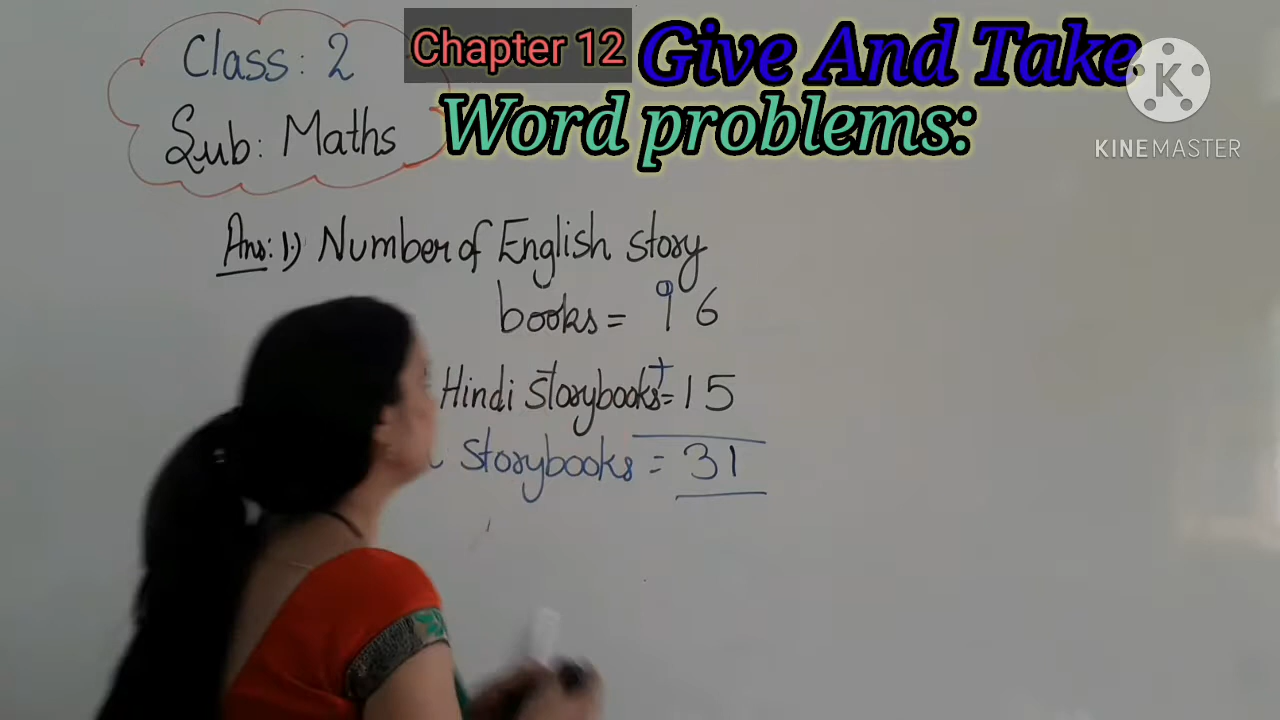 Class: 2
Sub: Maths
Chapter 12 Give And Take
Word problems:
KINEMASTER
Ans: 1.) Number of English story
books = 16
Hindi Storybooks = + 15
Storybooks = 31